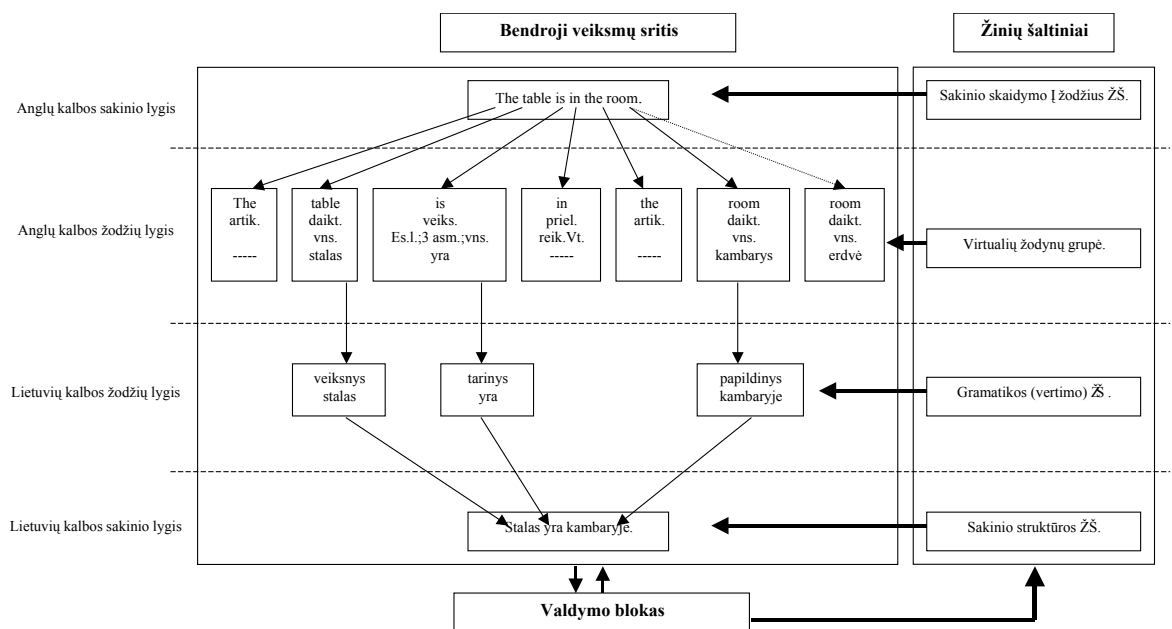 Bendroji veiksmų sritis
Žinių šaltiniai
Anglų kalbos sakinio lygis
The table is in the room.
Sakinio skaidymo Į žodžius ŽŠ.
Anglų kalbos žodžių lygis
The
artik.
-----
table
daikt.
vns.
stalas
is
veiks.
Es.l.;3 asm.;vns.
yra
in
priel.
reik.Vt.
-----
the
artik.
-----
room
daikt.
vns.
kambarys
room
daikt.
vns.
erdvė
Virtualių žodynų grupė.
Lietuvių kalbos žodžių lygis
veiksnys
stalas
tarinys
yra
papildinys
kambaryje
Gramatikos (vertimo) ŽŠ .
Lietuvių kalbos sakinio lygis
Stalas yra kambaryje.
Sakinio struktūros ŽŠ.
Valdymo blokas